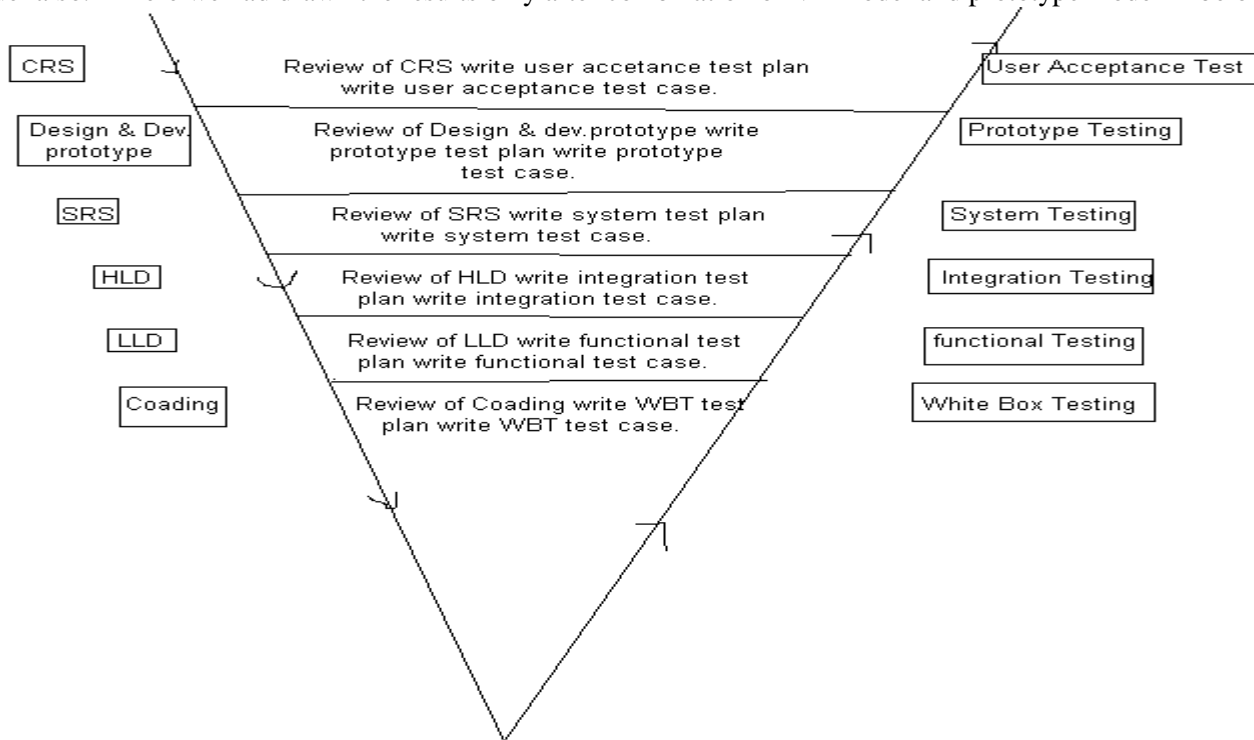 CRS
Review of CRS write user accetance test plan
write user acceptance test case.
User Acceptance Test
Design & Dev.
prototype
Review of Design & dev.prototype write
prototype test plan write prototype
test case.
Prototype Testing
SRS
Review of SRS write system test plan
write system test case.
System Testing
HLD
Review of HLD write integration test
plan write integration test case.
Integration Testing
LLD
Review of LLD write functional test
plan write functional test case.
functional Testing
Coading
Review of Coading write WBT test
plan write WBT test case.
White Box Testing